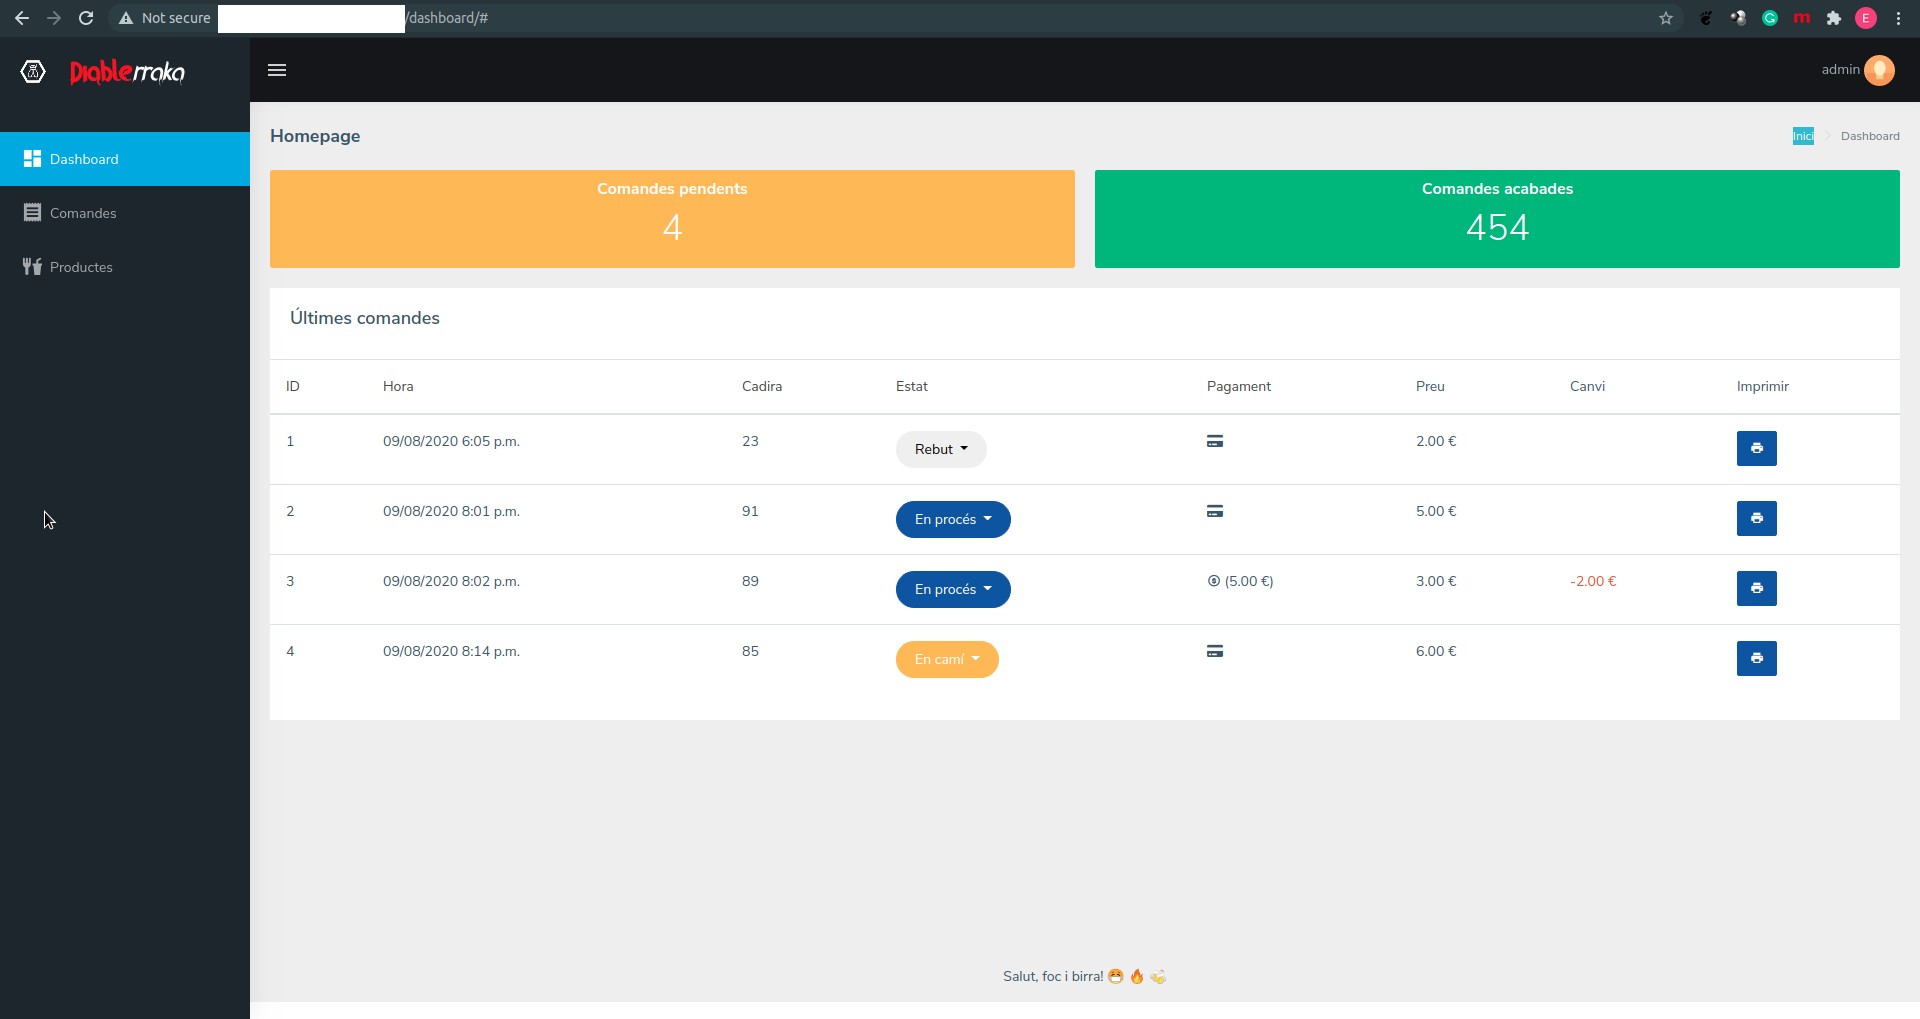 Not secure /dashboard/#
E
Diablerraka
admin
Dashboard
Comandes
Productes
Homepage
Inici Dashboard
Comandes pendents
4
Comandes acabades
454
Últimes comandes
ID Hora Cadira Estat Pagament Preu Canvi Imprimir
1 09/08/2020 6:05 p.m. 23 Rebut 2.00 €
2 09/08/2020 8:01 p.m. 91 En procés 5.00 €
3 09/08/2020 8:02 p.m. 89 En procés (5.00 €) 3.00 € -2.00 €
4 09/08/2020 8:14 p.m. 85 En camí 6.00 €
Salut, foc i birra! 😷 🔥 🍻